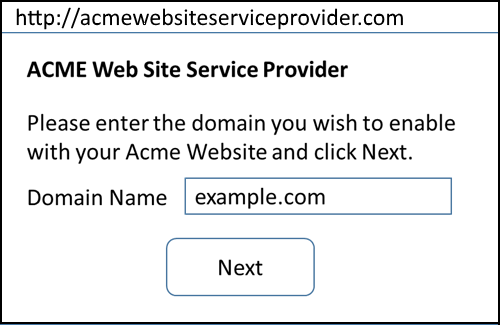 http://acmewebsiteserviceprovider.com
ACME Web Site Service Provider
Please enter the domain you wish to enable
with your Acme Website and click Next.
Domain Name example.com
Next